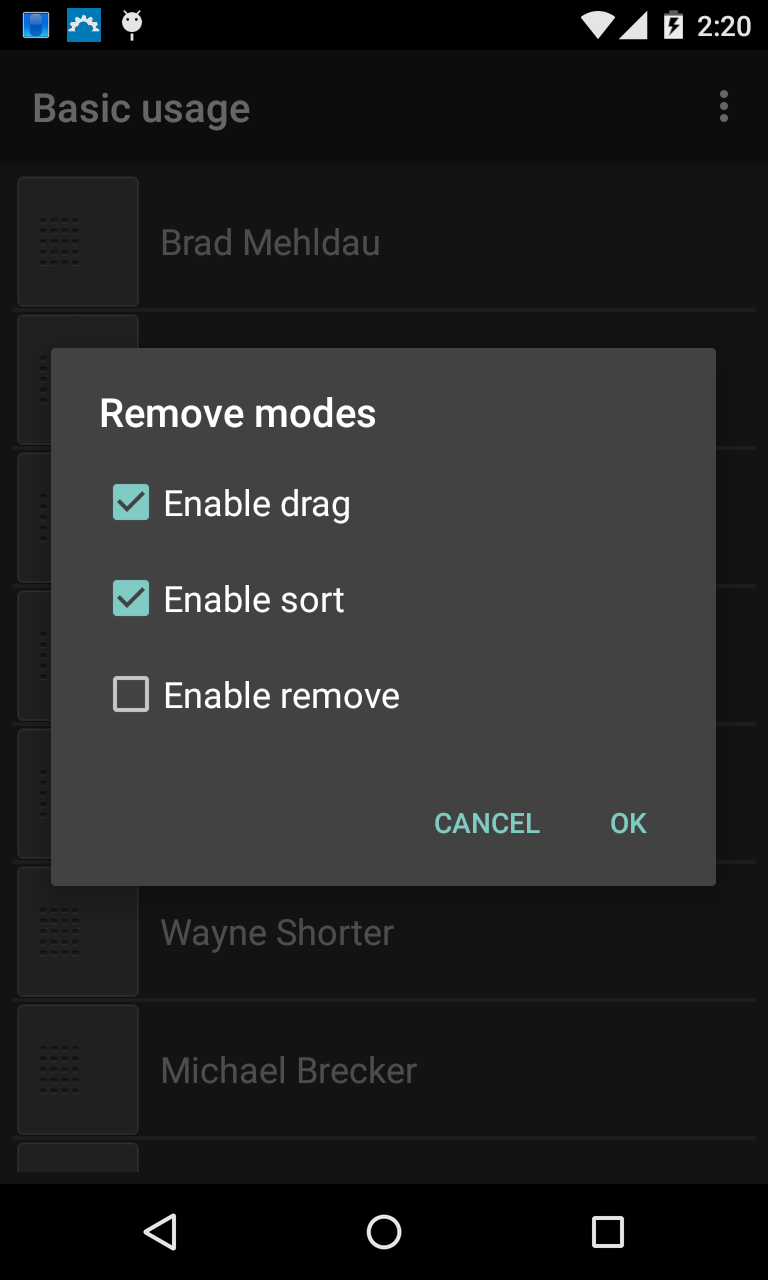 2:20
Basic usage
Brad Mehldau
Remove modes
Enable drag
Enable sort
Enable remove
CANCEL OK
Wayne Shorter
Michael Brecker